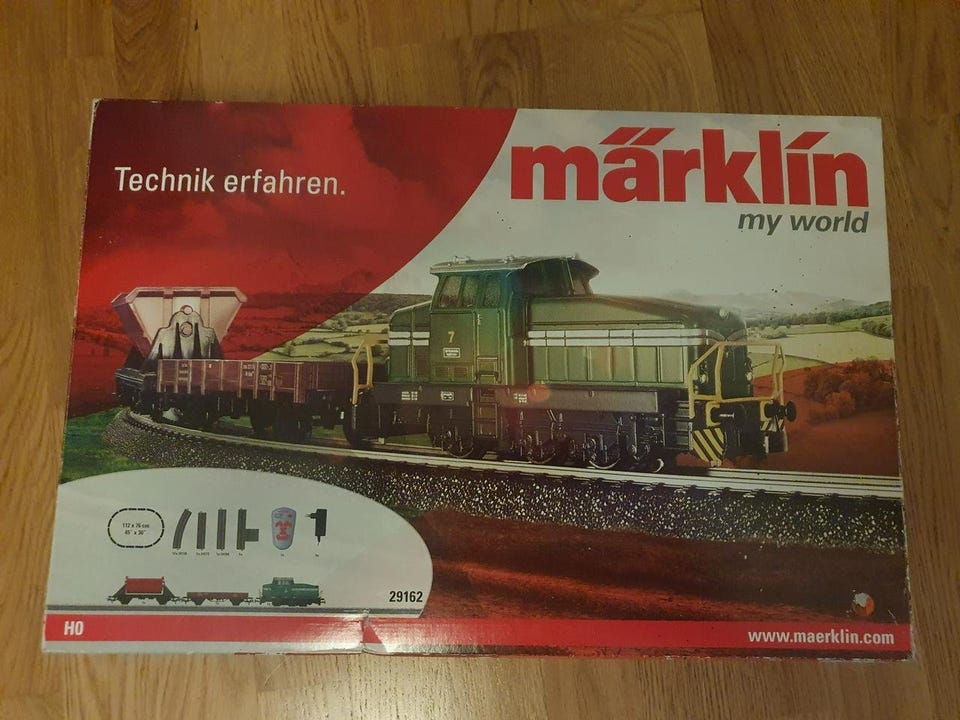 Technik erfahren.
märklin
my world
7
112 x 76 cm
45" x 30"
29162
H0
www.maerklin.com